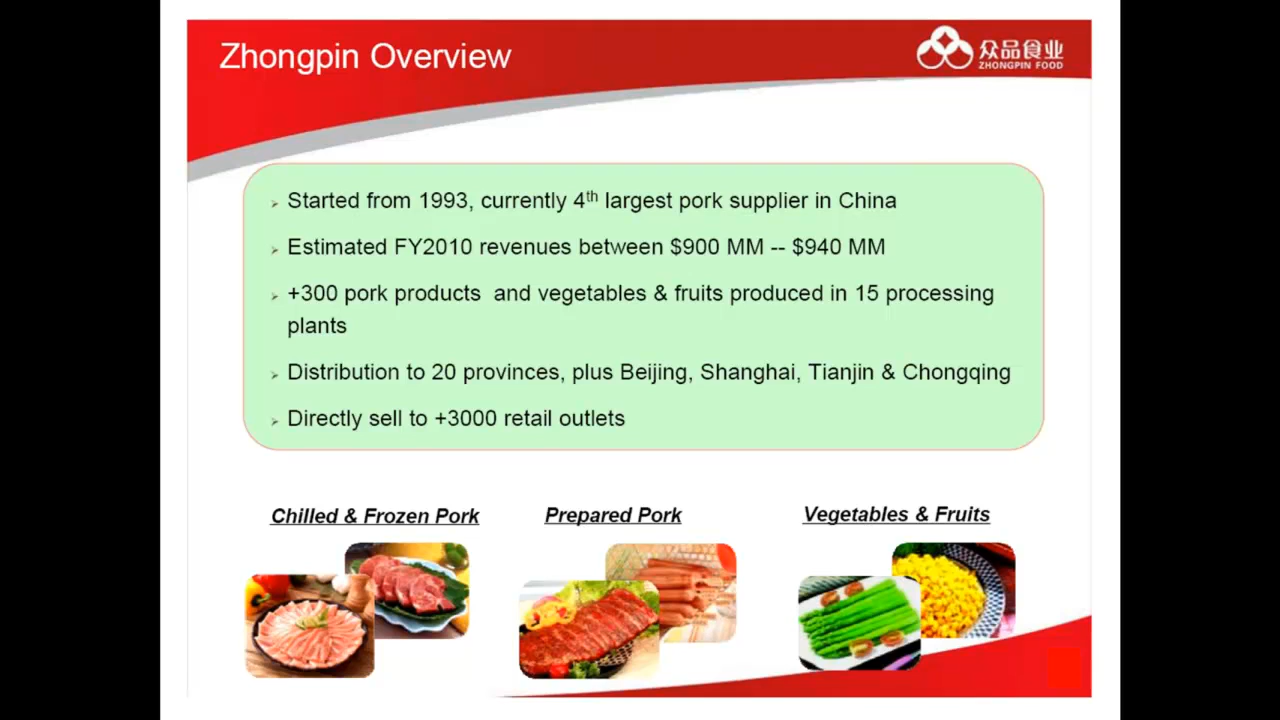 Zhongpin Overview
众品食业
ZHONGPIN FOOD
Started from 1993, currently 4th largest pork supplier in China
Estimated FY2010 revenues between $900 MM -- $940 MM
+300 pork products and vegetables & fruits produced in 15 processing
plants
Distribution to 20 provinces, plus Beijing, Shanghai, Tianjin & Chongqing
Directly sell to +3000 retail outlets
Chilled & Frozen Pork
Prepared Pork
Vegetables & Fruits